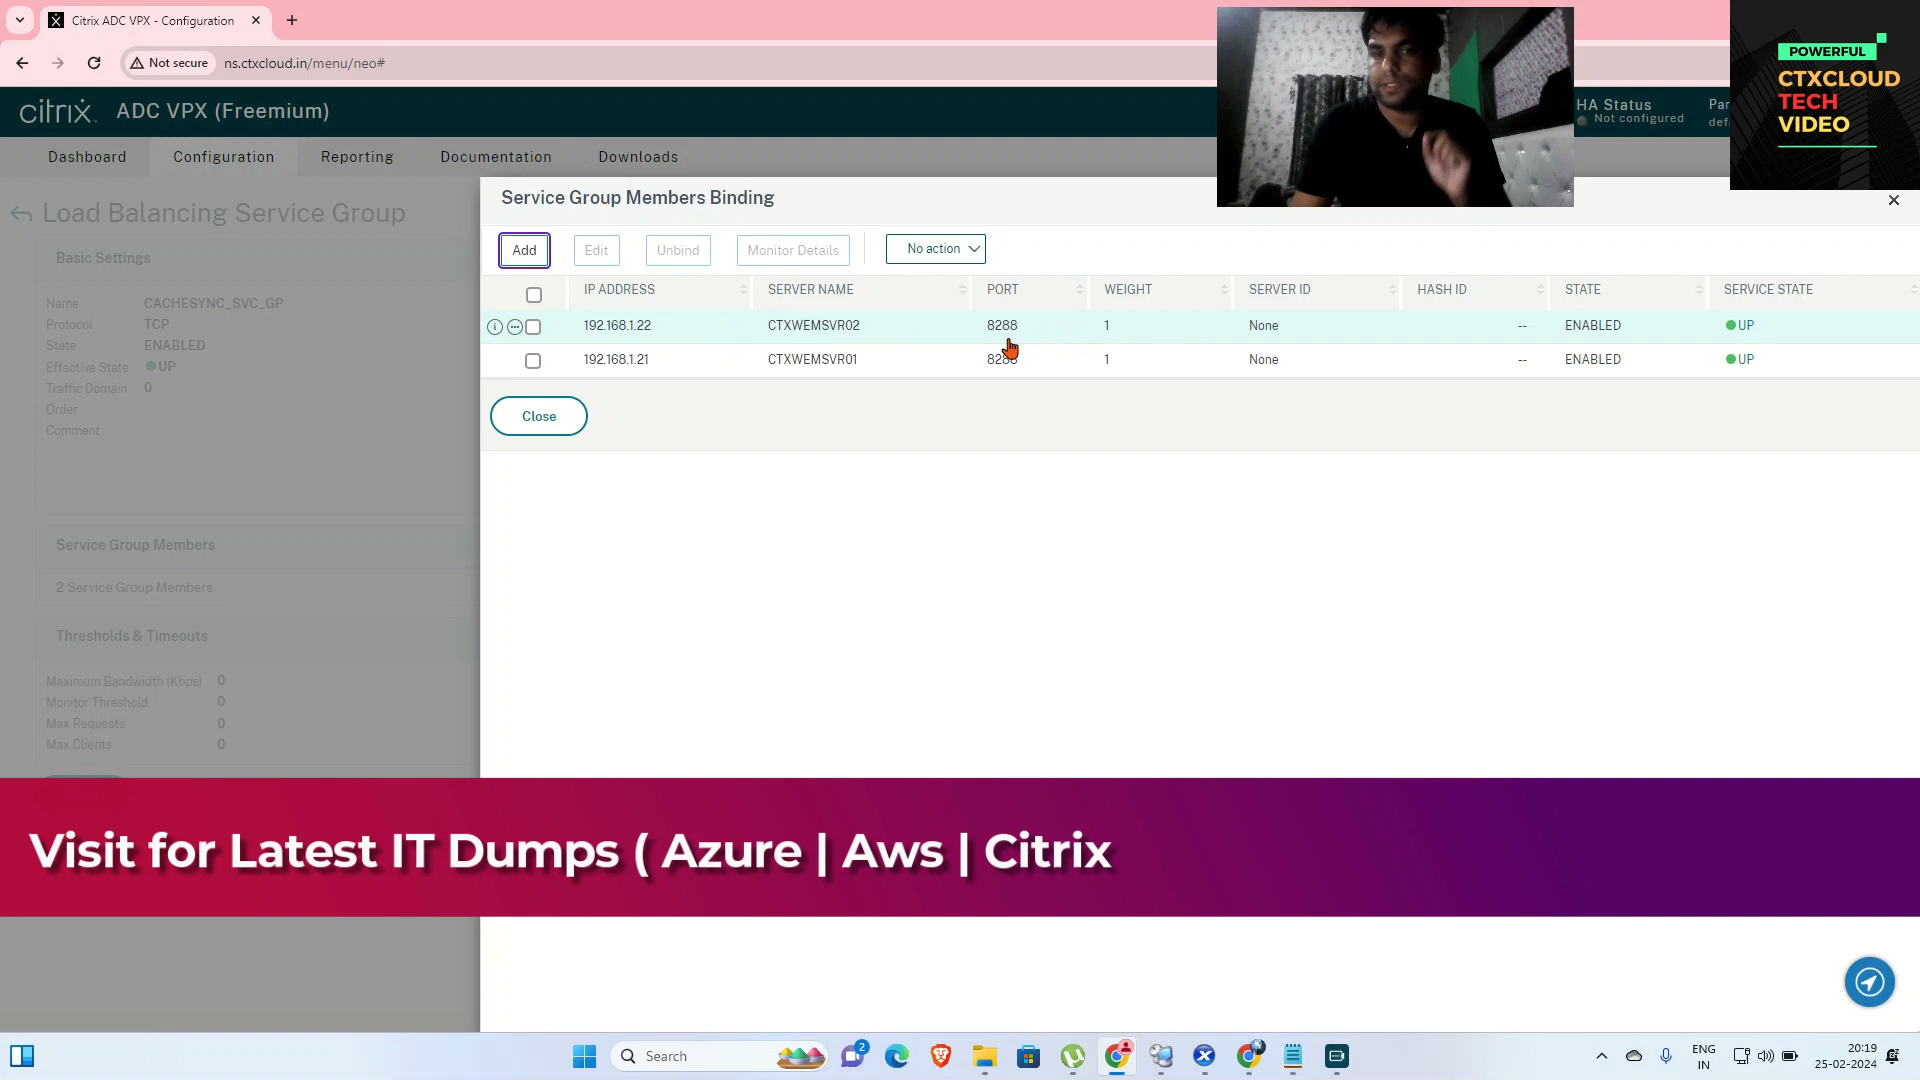 Citrix ADC VPX - Configuration
Not secure
ns.ctxcloud.in/menu/neo#
citrix ADC VPX (Freemium)
HA Status
Not configured
Par
defa
POWERFUL
CTXCLOUD
TECH
VIDEO
Dashboard
Configuration
Reporting
Documentation
Downloads
Load Balancing Service Group
Basic Settings
Name CACHESYNC_SVC_GP
Protocol TCP
State ENABLED
Effective State UP
Traffic Domain 0
Order
Comment
Service Group Members
2 Service Group Members
Thresholds & Timeouts
Maximum Bandwidth (Kbps) 0
Monitor Threshold 0
Max Requests 0
Max Clients 0
Service Group Members Binding
Add Edit Unbind Monitor Details No action
IP ADDRESS SERVER NAME PORT WEIGHT SERVER ID HASH ID STATE SERVICE STATE
192.168.1.22 CTXWEMSVR02 8288 1 None -- ENABLED UP
192.168.1.21 CTXWEMSVR01 8288 1 None -- ENABLED UP
Close
Visit for Latest IT Dumps ( Azure | Aws | Citrix
Search
2
ENG
IN
20:19
25-02-2024